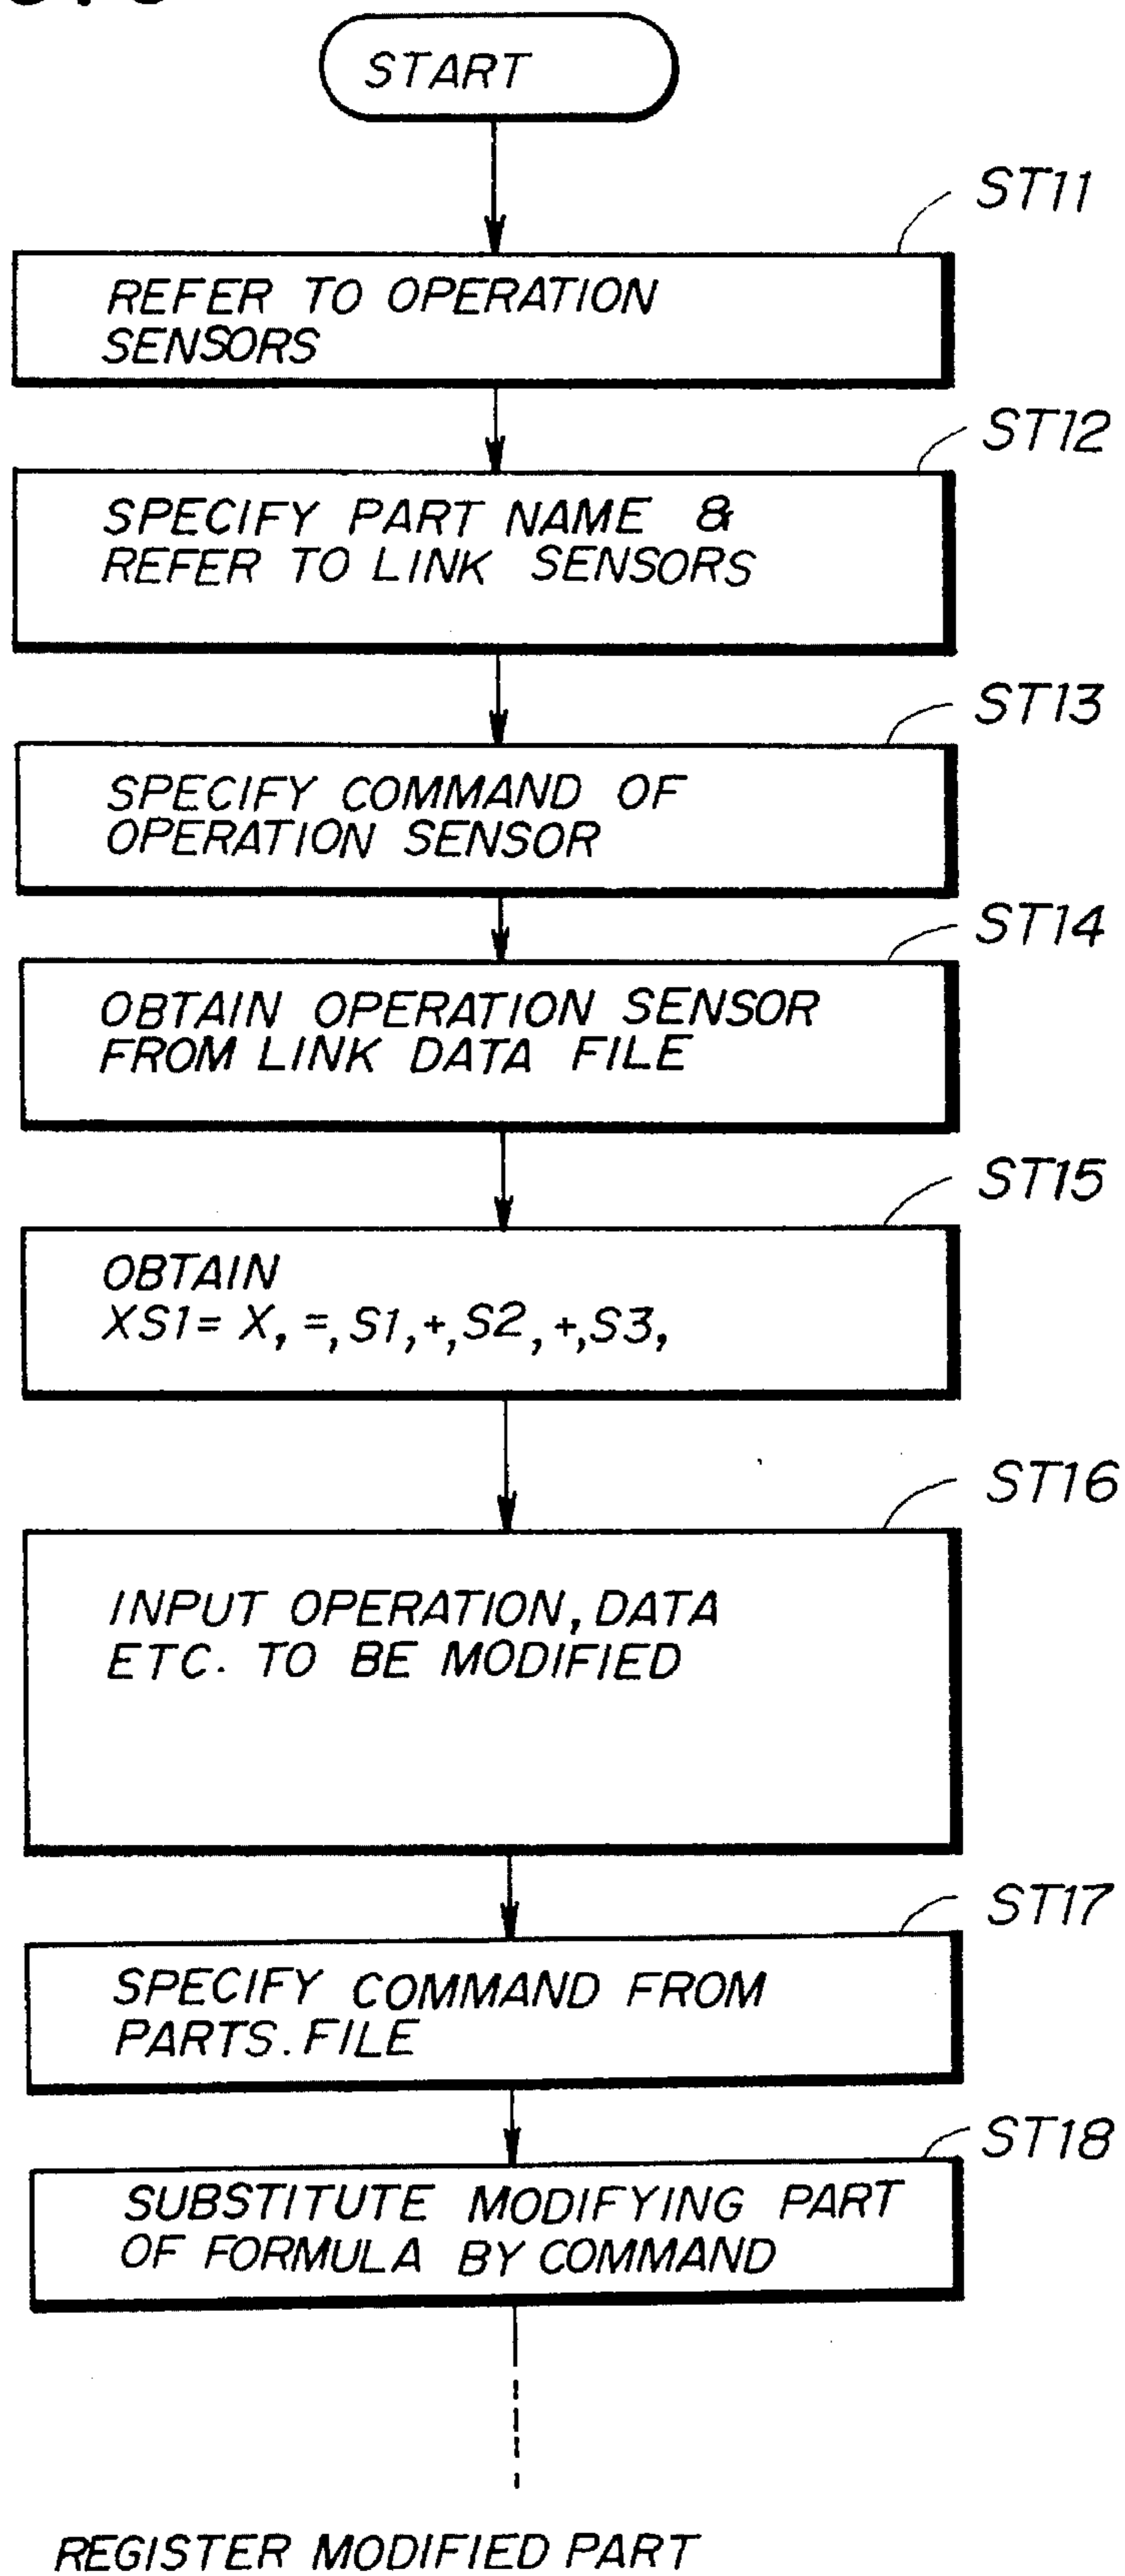 START
ST11
REFER TO OPERATION
SENSORS
ST12
SPECIFY PART NAME &
REFER TO LINK SENSORS
ST13
SPECIFY COMMAND OF
OPERATION SENSOR
ST14
OBTAIN OPERATION SENSOR
FROM LINK DATA FILE
ST15
OBTAIN
XS1= X, =, S1, +, S2, +, S3,
ST16
INPUT OPERATION, DATA
ETC. TO BE MODIFIED
ST17
SPECIFY COMMAND FROM
PARTS. FILE
ST18
SUBSTITUTE MODIFYING PART
OF FORMULA BY COMMAND
REGISTER MODIFIED PART